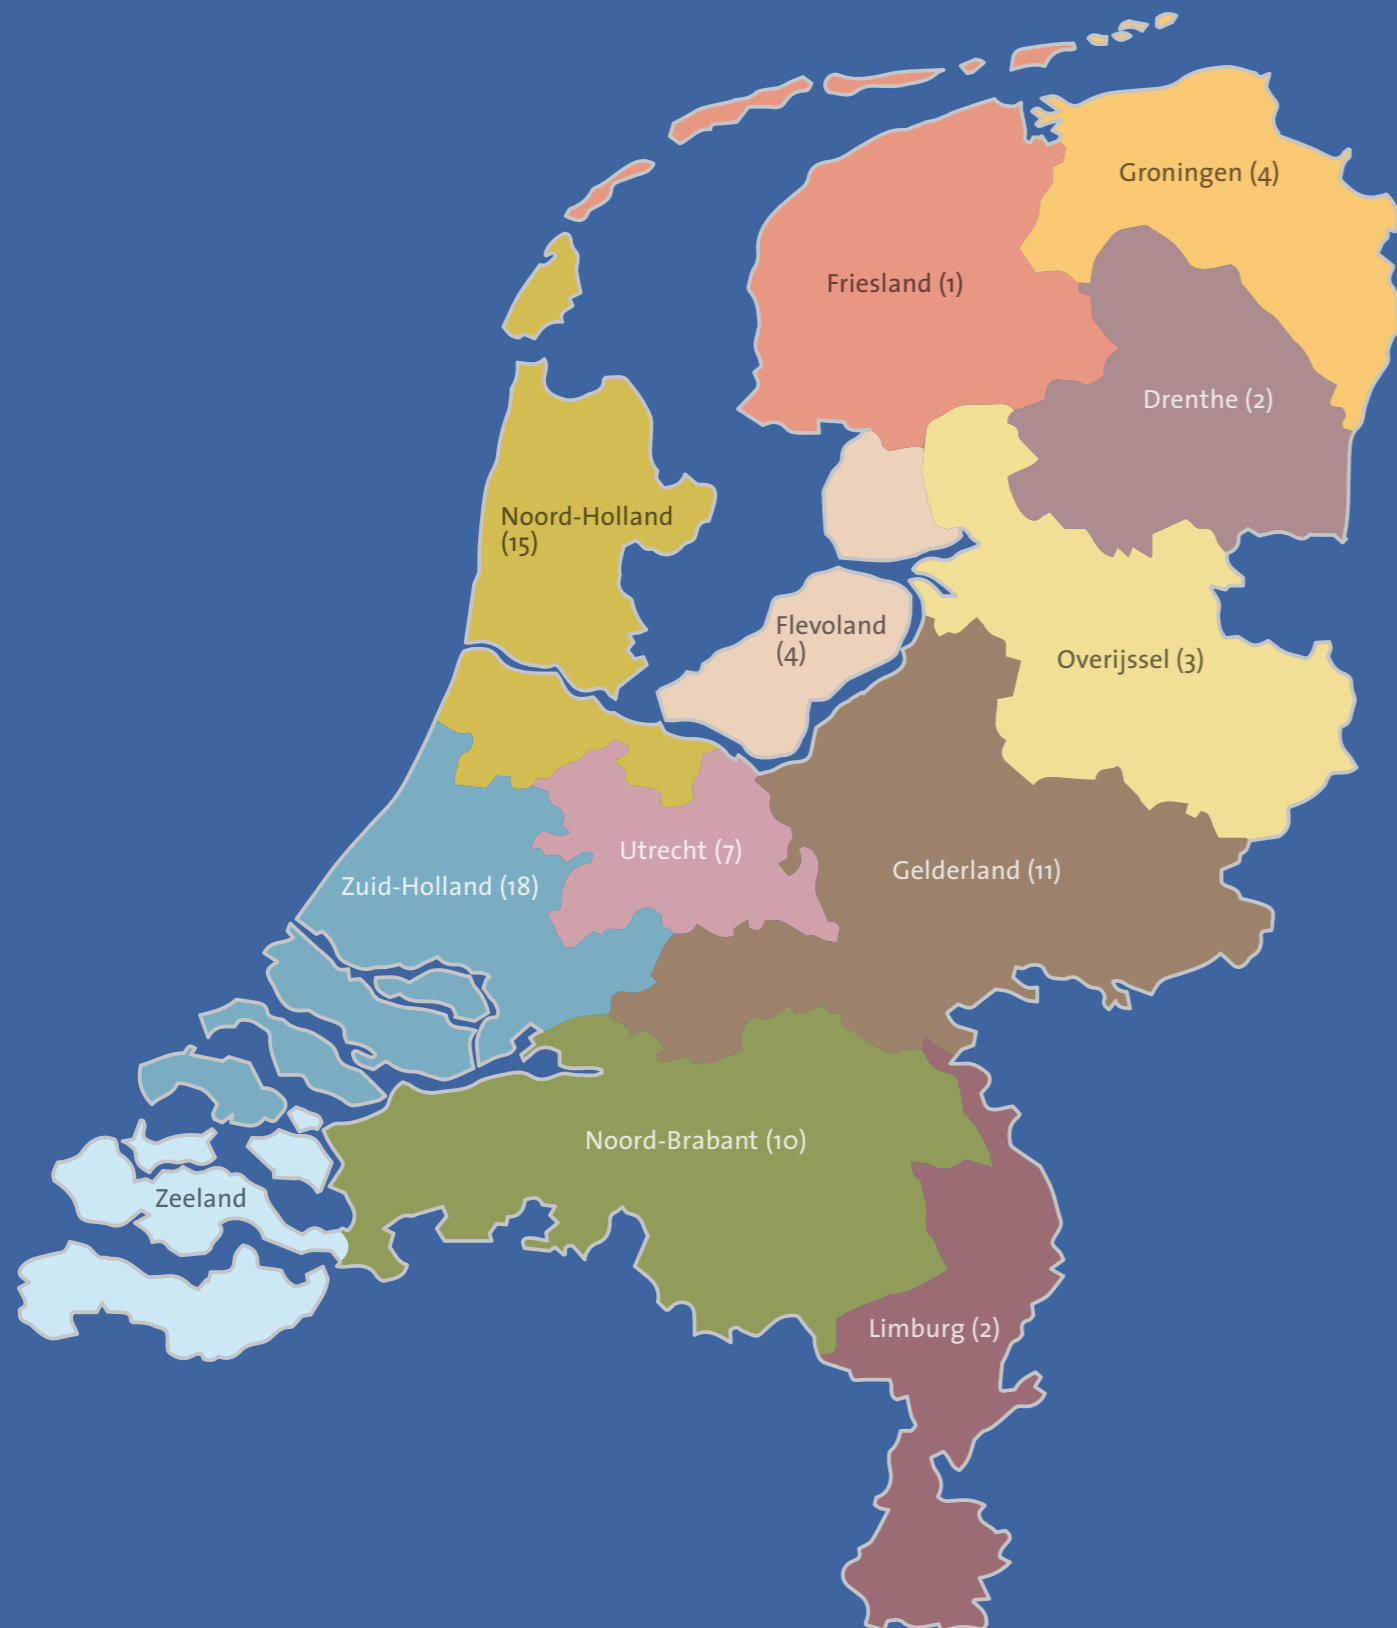 Groningen (4)
Friesland (1)
Drenthe (2)
Noord-Holland
(15)
Flevoland
(4)
Overijssel (3)
Utrecht (7)
Gelderland (11)
Zuid-Holland (18)
Noord-Brabant (10)
Zeeland
Limburg (2)